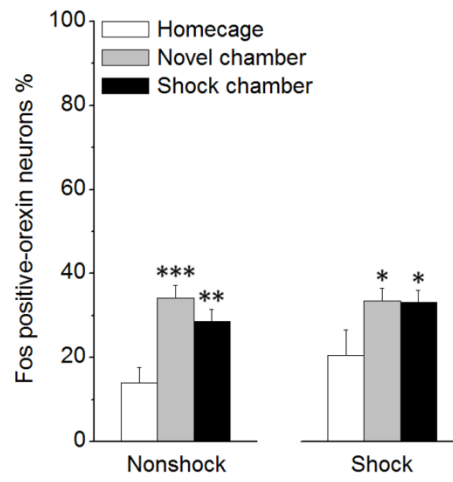 Fos positive-orexin neurons %
100
80
60
40
20
0
Homecage
Novel chamber
Shock chamber
***
**
*
*
Nonshock
Shock